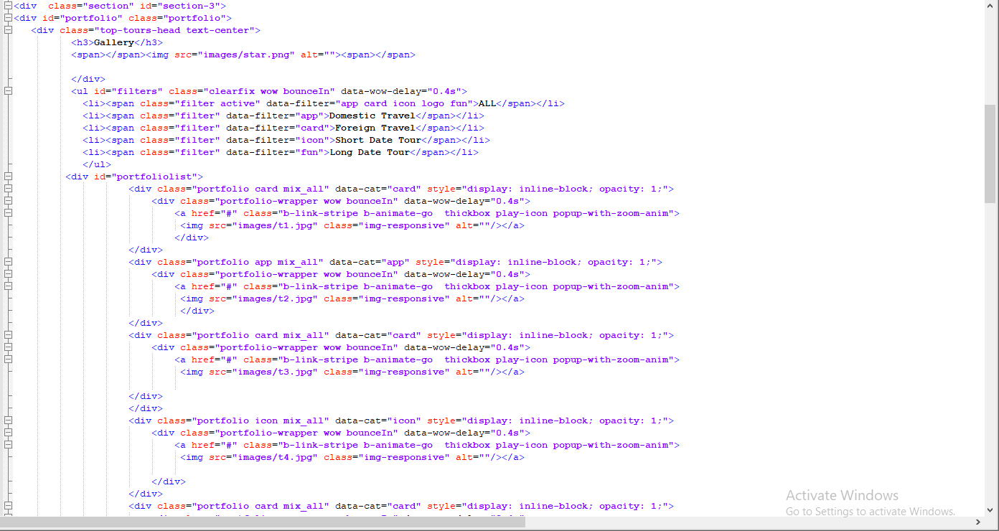 <div  class="section" id="section-3">
<div id="portfolio" class="portfolio">
<div class="top-tours-head text-center">
<h3>Gallery</h3>
<span></span><img src="images/star.png" alt=""><span></span>
</div>
<ul id="filters" class="clearfix wow bounceIn" data-wow-delay="0.4s">
<li><span class="filter active" data-filter="app card icon logo fun">ALL</span></li>
<li><span class="filter" data-filter="app">Domestic Travel</span></li>
<li><span class="filter" data-filter="card">Foreign Travel</span></li>
<li><span class="filter" data-filter="icon">Short Date Tour</span></li>
<li><span class="filter" data-filter="fun">Long Date Tour</span></li>
</ul>
<div id="portfoliolist">
<div class="portfolio card mix_all" data-cat="card" style="display: inline-block; opacity: 1;">
<div class="portfolio-wrapper wow bounceIn" data-wow-delay="0.4s">
<a href="#" class="b-link-stripe b-animate-go  thickbox play-icon popup-with-zoom-anim">
<img src="images/t1.jpg" class="img-responsive" alt=""/></a>
</div>
</div>
<div class="portfolio app mix_all" data-cat="app" style="display: inline-block; opacity: 1;">
<div class="portfolio-wrapper wow bounceIn" data-wow-delay="0.4s">
<a href="#" class="b-link-stripe b-animate-go  thickbox play-icon popup-with-zoom-anim">
<img src="images/t2.jpg" class="img-responsive" alt=""/></a>
</div>
</div>
<div class="portfolio card mix_all" data-cat="card" style="display: inline-block; opacity: 1;">
<div class="portfolio-wrapper wow bounceIn" data-wow-delay="0.4s">
<a href="#" class="b-link-stripe b-animate-go  thickbox play-icon popup-with-zoom-anim">
<img src="images/t3.jpg" class="img-responsive" alt=""/></a>
</div>
</div>
<div class="portfolio icon mix_all" data-cat="icon" style="display: inline-block; opacity: 1;">
<div class="portfolio-wrapper wow bounceIn" data-wow-delay="0.4s">
<a href="#" class="b-link-stripe b-animate-go  thickbox play-icon popup-with-zoom-anim">
<img src="images/t4.jpg" class="img-responsive" alt=""/></a>
</div>
</div>
<div class="portfolio card mix_all" data-cat="card" style="display: inline-block; opacity: 1;">
Activate Windows
Go to Settings to activate Windows.